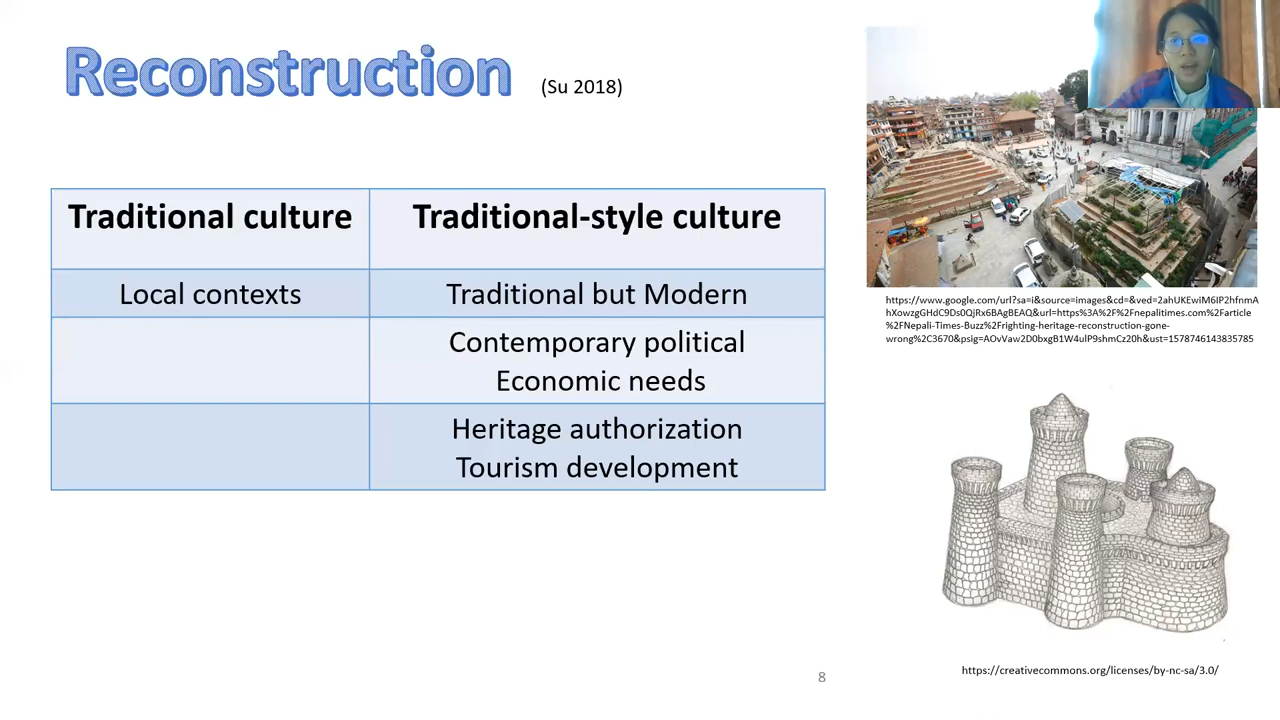 Reconstruction (Su 2018)
Traditional culture
Traditional-style culture
Local contexts
Traditional but Modern
Contemporary political
Economic needs
Heritage authorization
Tourism development
https://www.google.com/url?sa=i&source=images&cd=&ved=2ahUKEwiM6IP2hfnmA
hXowzgGHdC9Ds0QjRx6BAgBEAQ&url=https%3A%2F%2Fnepalitimes.com%2Farticle
%2FNepali-Times-Buzz%2Frighting-heritage-reconstruction-gone-
wrong%2C3670&psig=AOvVaw2D0bxgB1W4ulP9shmCz20h&ust=1578746143835785
https://creativecommons.org/licenses/by-nc-sa/3.0/
8